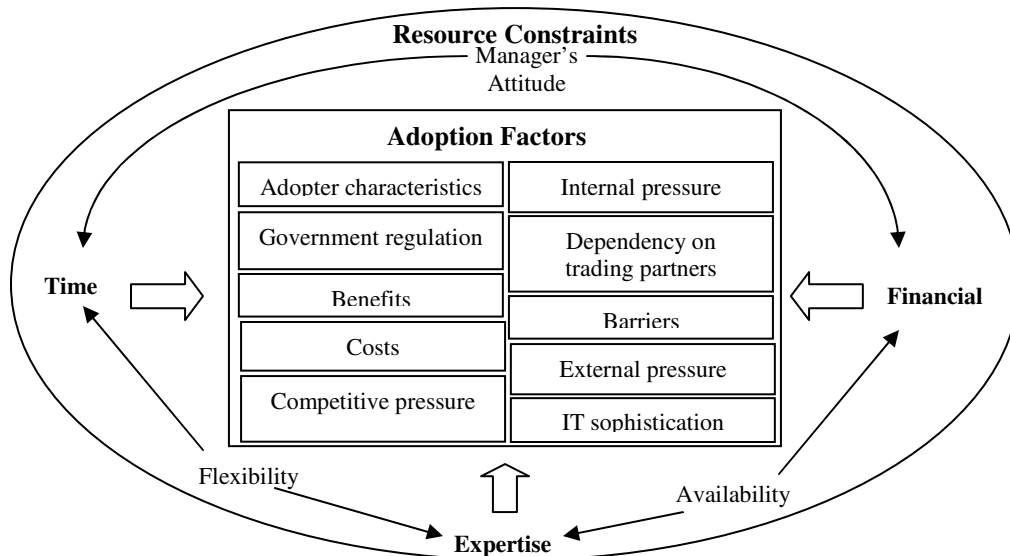 Resource Constraints
Manager's
Attitude
Adoption Factors
Adopter characteristics
Internal pressure
Government regulation
Dependency on
trading partners
Time
Benefits
Financial
Barriers
Costs
External pressure
Competitive pressure
IT sophistication
Flexibility
Availability
Expertise